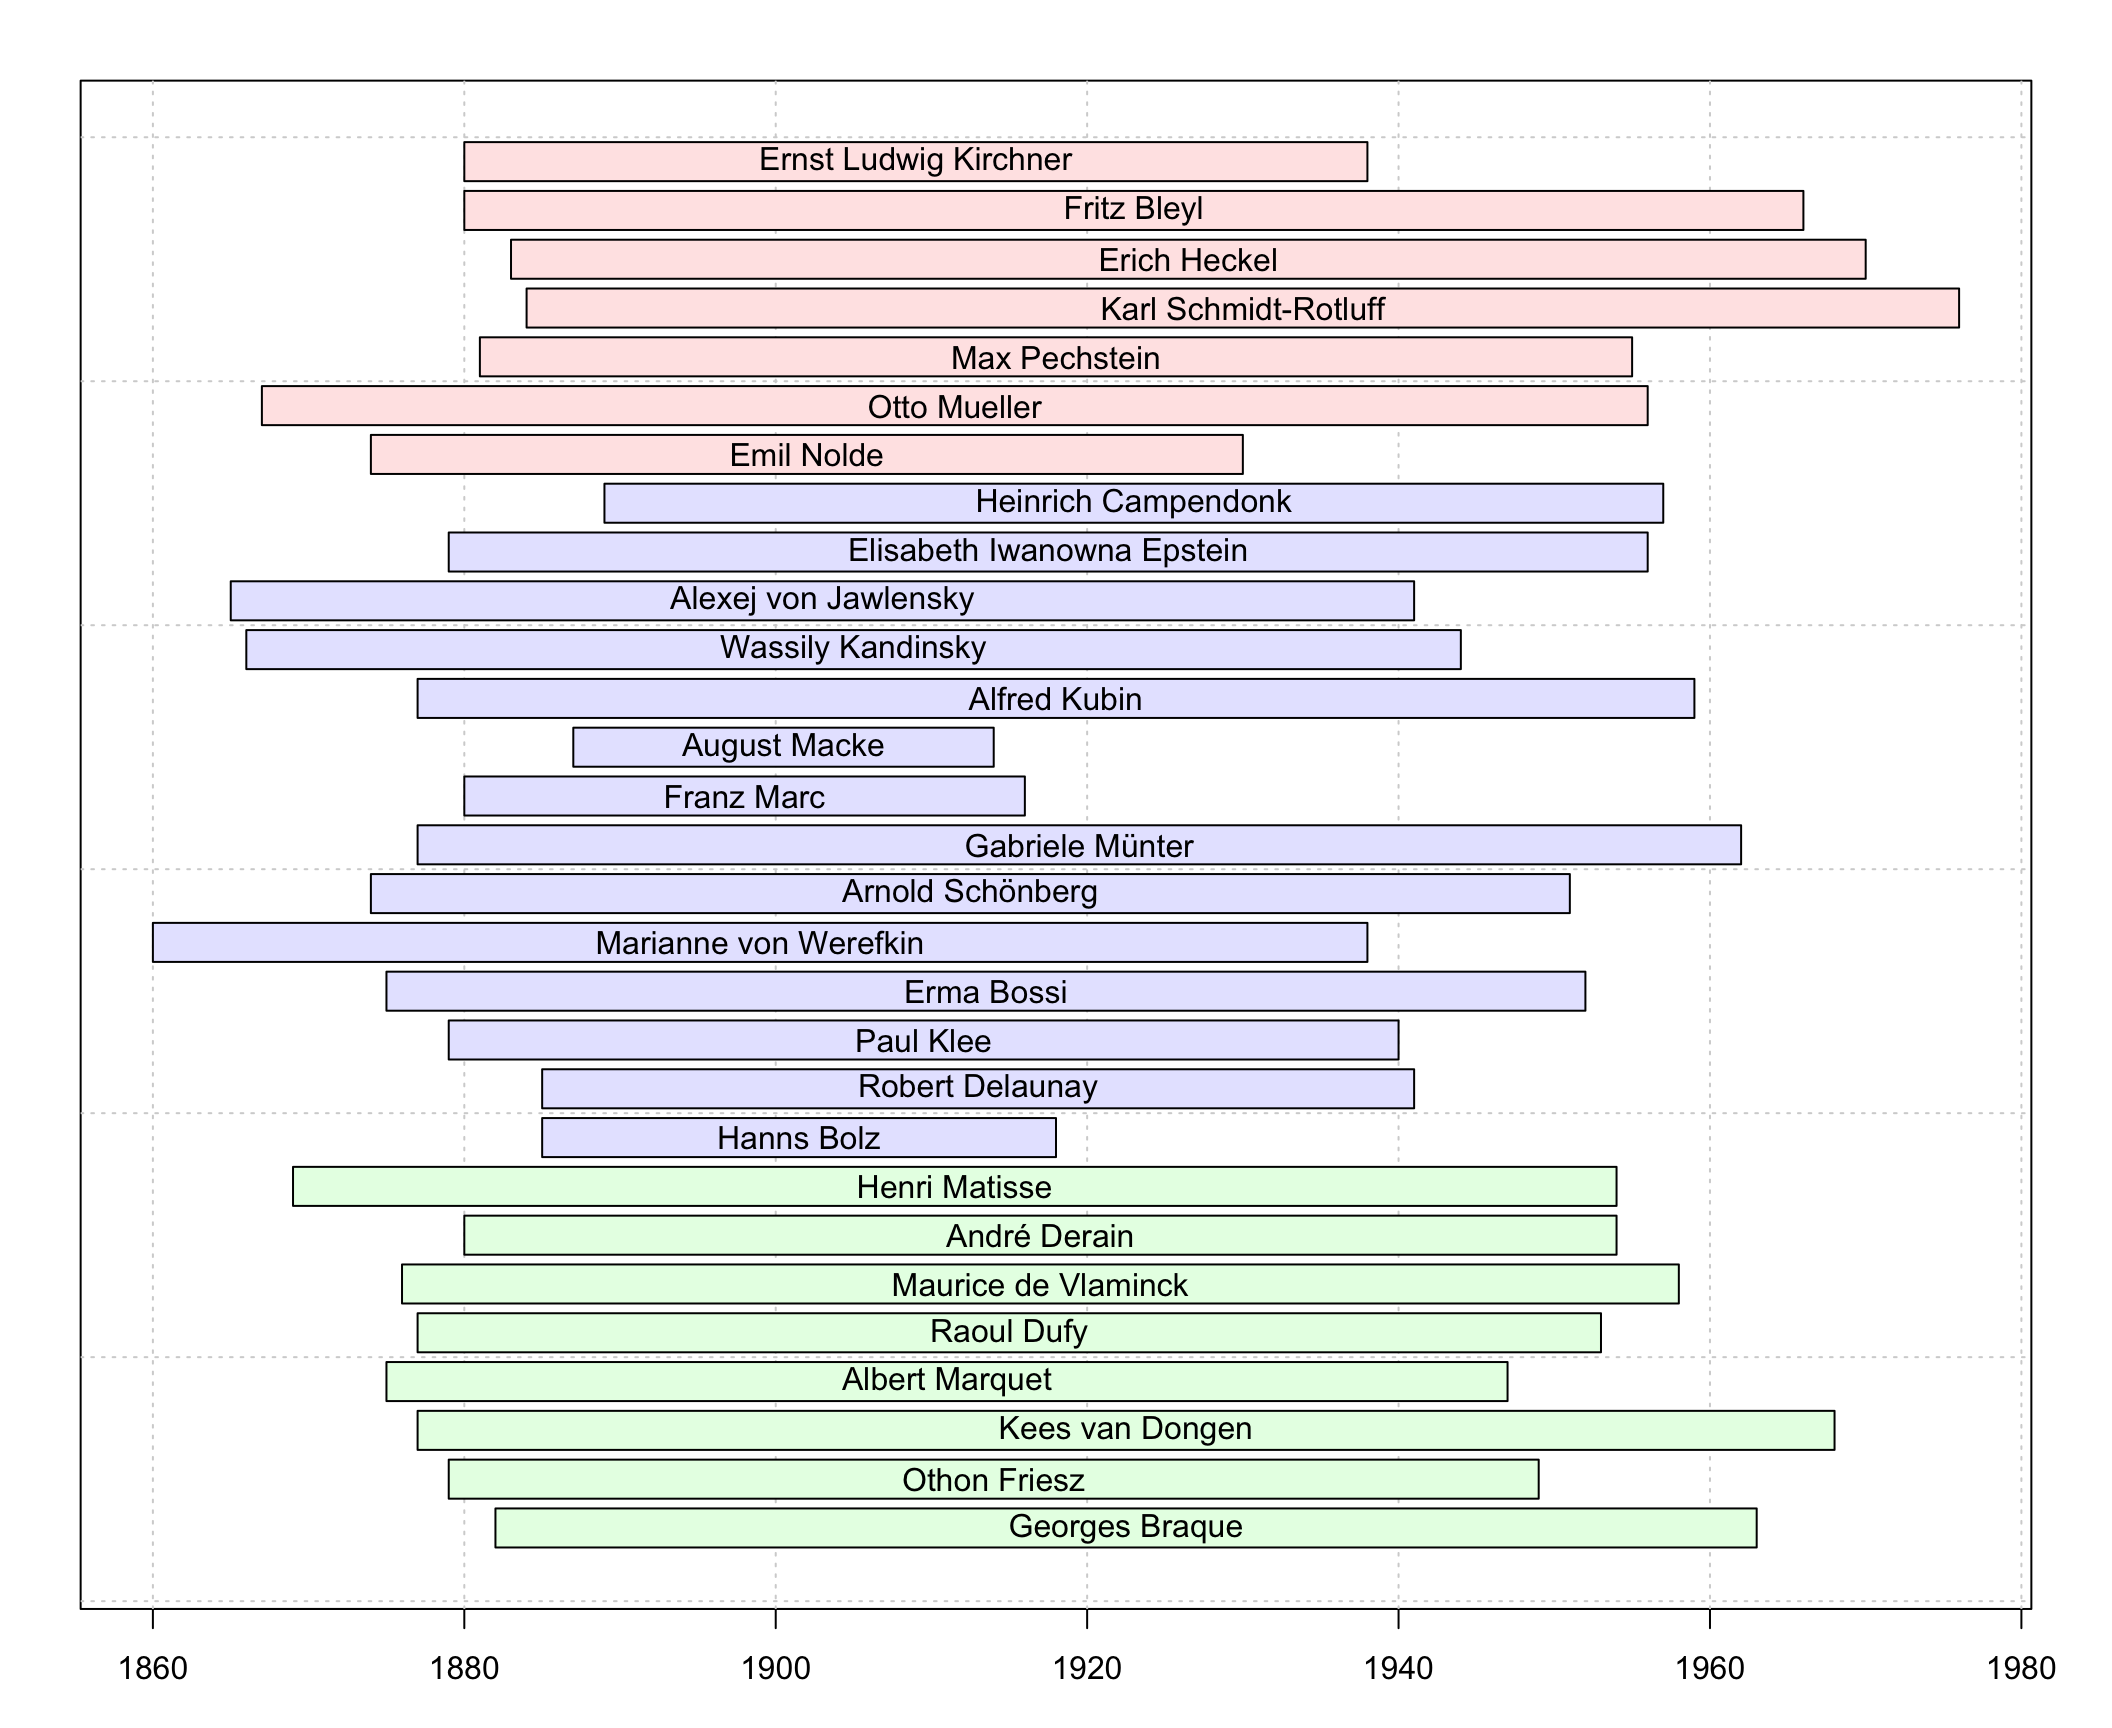 Ernst Ludwig Kirchner
Fritz Bleyl
Erich Heckel
Karl Schmidt-Rotluff
Max Pechstein
Otto Mueller
Emil Nolde
Heinrich Campendonk
Elisabeth Iwanowna Epstein
Alexej von Jawlensky
Wassily Kandinsky
Alfred Kubin
August Macke
Franz Marc
Gabriele Münter
Arnold Schönberg
Marianne von Werefkin
Erma Bossi
Paul Klee
Robert Delaunay
Hanns Bolz
Henri Matisse
André Derain
Maurice de Vlaminck
Raoul Dufy
Albert Marquet
Kees van Dongen
Othon Friesz
Georges Braque
1860 1880 1900 1920 1940 1960 1980